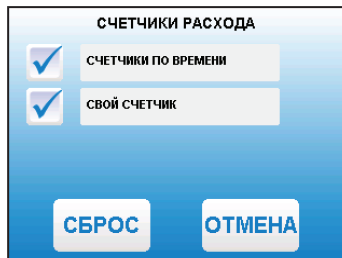 СЧЕТЧИКИ РАСХОДА
СЧЕТЧИКИ ПО ВРЕМЕНИ
СВОЙ СЧЕТЧИК
СБРОС ОТМЕНА